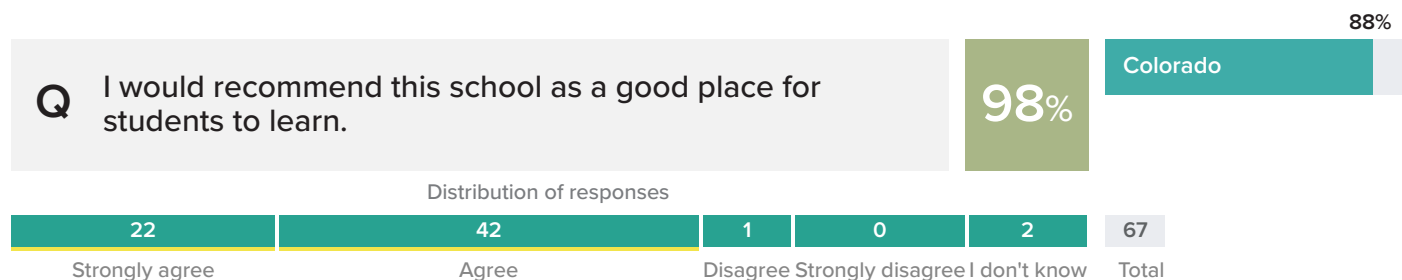 88%
Q I would recommend this school as a good place for
students to learn.
98%
Colorado
Distribution of responses
22 42 1 0 2 67
Strongly agree Agree Disagree Strongly disagree I don't know Total